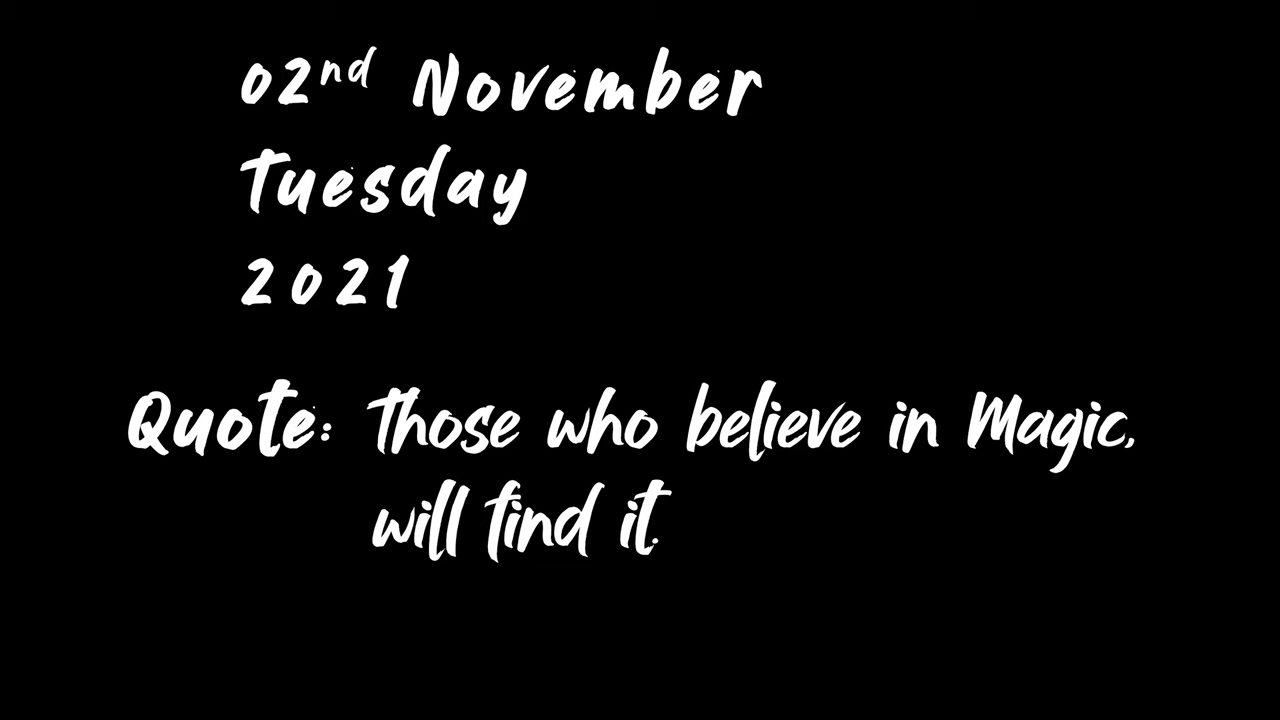 02nd November
Tuesday
2021
Quote: Those who believe in Magic,
will find it.